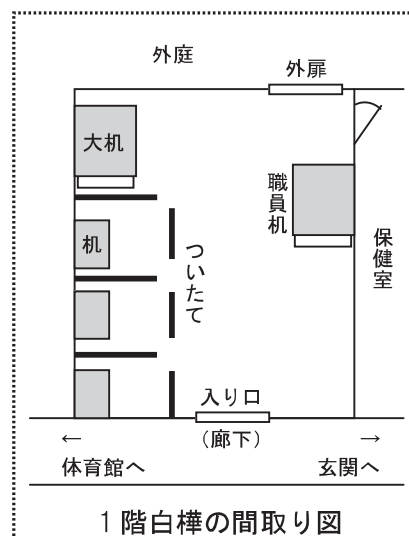 外庭
外扉
大机
職員机
机
ついたて
保健室
入り口
(廊下)
←
→
体育館へ
玄関へ
1階白樺の間取り図